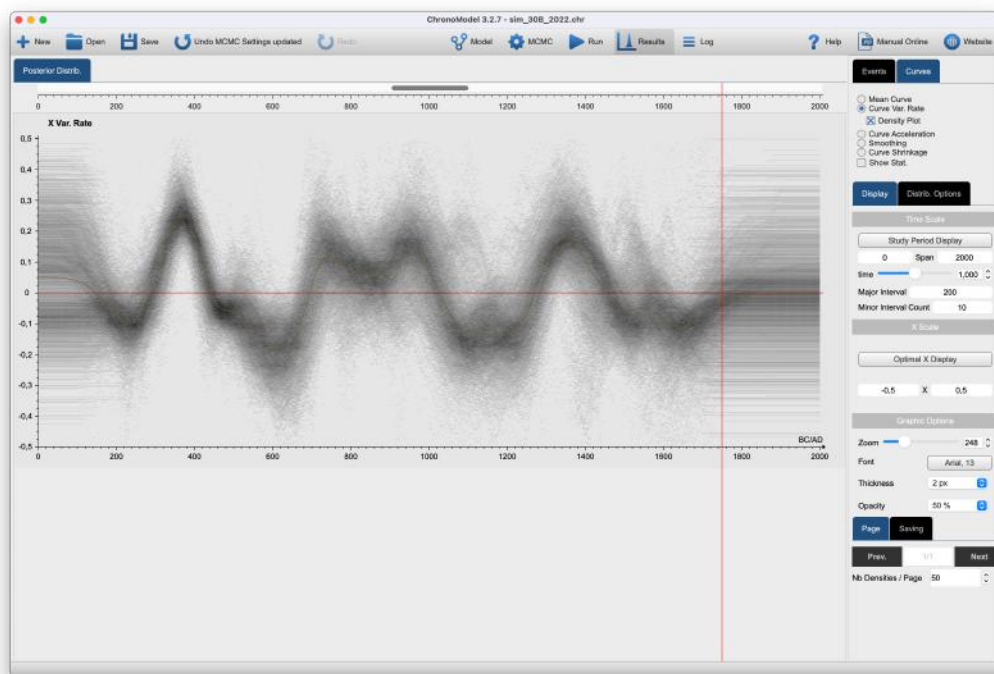 ChronoModel 3.2.7 - sim_30B_2022.chr
New Open Save Undo MCMC Settings updated Redo Model MCMC Run Results Log Help Manual Online Website
Posterior Distrib.
Events Curves
0 200 400 600 800 1000 1200 1400 1600 1800 2000
Mean Curve
Curve Var. Rate
Density Plot
Curve Acceleration
Smoothing
Curve Shrinkage
Show Stat.
X Var. Rate
0,5
0,4
0,3
0,2
0,1
0
-0,1
-0,2
-0,3
-0,4
-0,5
BC/AD
0 200 400 600 800 1000 1200 1400 1600 1800 2000
Display Distrib. Options
Time Scale
Study Period Display
0 Span 2000
time 1,000
Major Interval 200
Minor Interval Count 10
X Scale
Optimal X Display
-0,5 X 0,5
Graphic Options
Zoom 248
Font Arial, 13
Thickness 2 px
Opacity 50 %
Page Saving
Prev. 1/1 Next
Nb Densities / Page 50